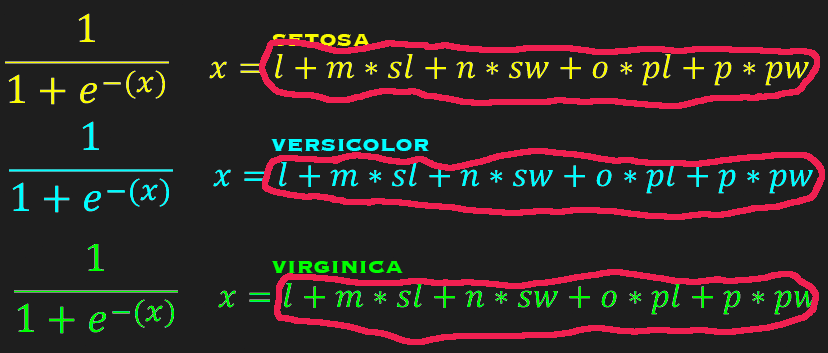 SETOSA
1/(1 + e^−(x)) x = l + m ∗ sl + n ∗ sw + o ∗ pl + p ∗ pw
VERSICOLOR
1/(1 + e^−(x)) x = l + m ∗ sl + n ∗ sw + o ∗ pl + p ∗ pw
VIRGINICA
1/(1 + e^−(x)) x = l + m ∗ sl + n ∗ sw + o ∗ pl + p ∗ pw